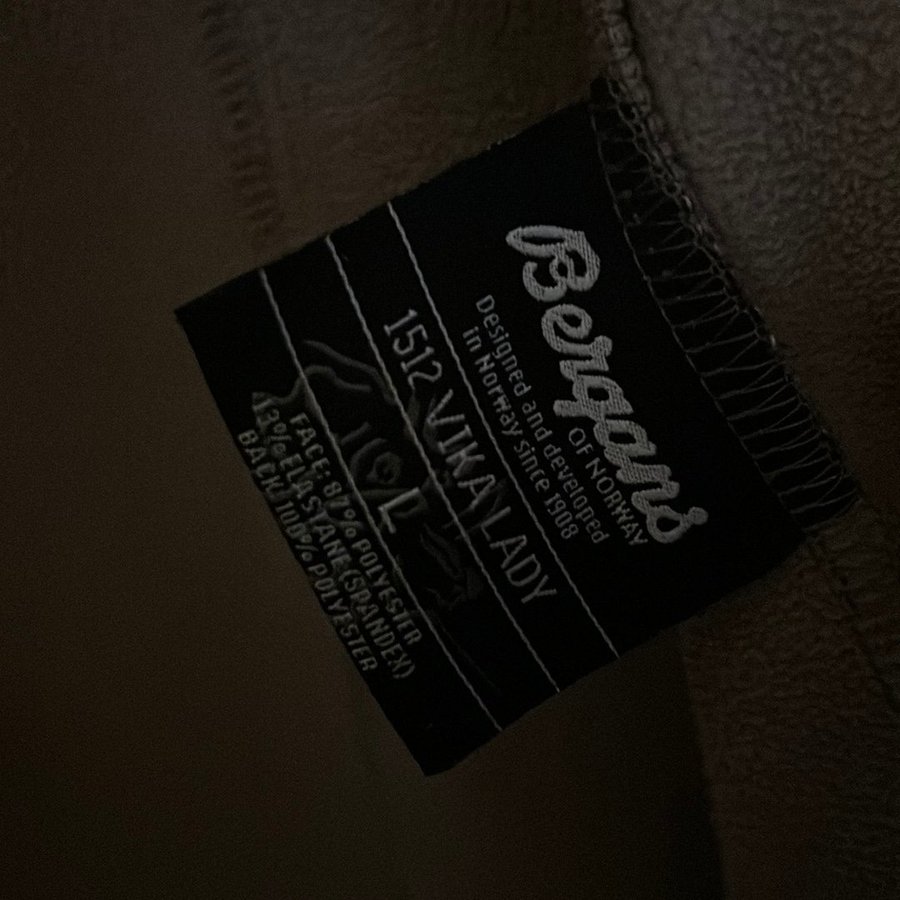 Bergans
OF NORWAY
Designed and developed
in Norway since 1908
1512 VIKA LADY
L
FACE: 87% POLYESTER
13% ELASTANE (SPANDEX)
BACK: 100% POLYESTER